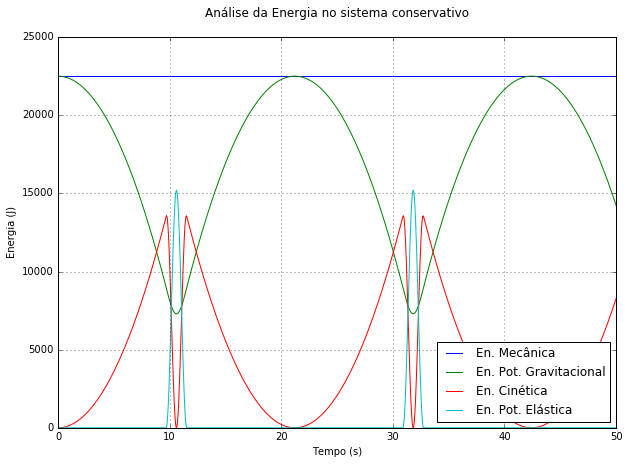 Análise da Energia no sistema conservativo
25000
20000
15000
10000
5000
0
Energia (J)
En. Mecânica
En. Pot. Gravitacional
En. Cinética
En. Pot. Elástica
0 10 20 30 40 50
Tempo (s)